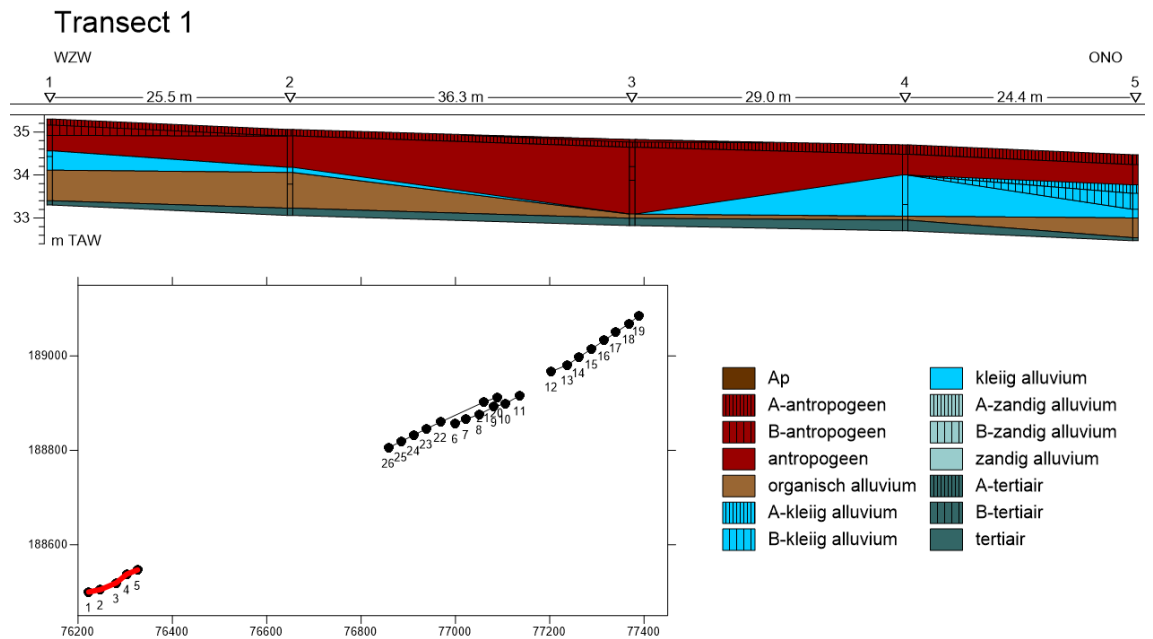 Transect 1
WZW
ONO
1 2 3 4 5
25.5 m 36.3 m 29.0 m 24.4 m
35
34
33
m TAW
189000
188800
188600
19
18
17
16
15
14
13
12
11
20
21
10
9
8
7
6
22
23
24
25
26
5
4
3
2
1
76200 76400 76600 76800 77000 77200 77400
Ap
A-antropogeen
B-antropogeen
antropogeen
organisch alluvium
A-kleiig alluvium
B-kleiig alluvium
kleiig alluvium
A-zandig alluvium
B-zandig alluvium
zandig alluvium
A-tertiair
B-tertiair
tertiair